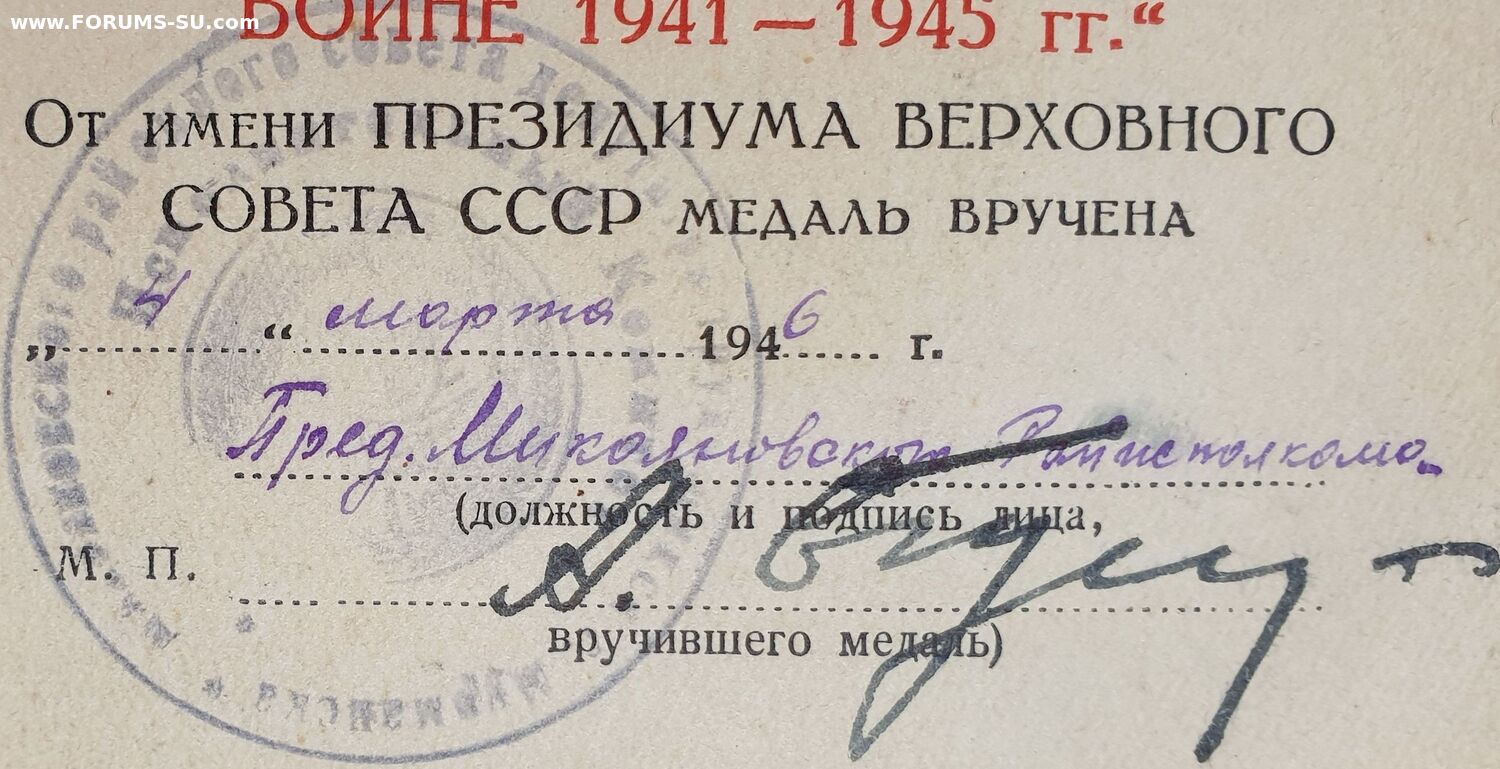 www.FORUMS-SU.com
ВОЙНЕ 1941—1945 гг.“
От имени ПРЕЗИДИУМА ВЕРХОВНОГО
СОВЕТА СССР МЕДАЛЬ ВРУЧЕНА
„ 4 “ марта 1946 г.
Пред. Микояновского Райисполкома
(должность и подпись лица,
М. П.
вручившего медаль)